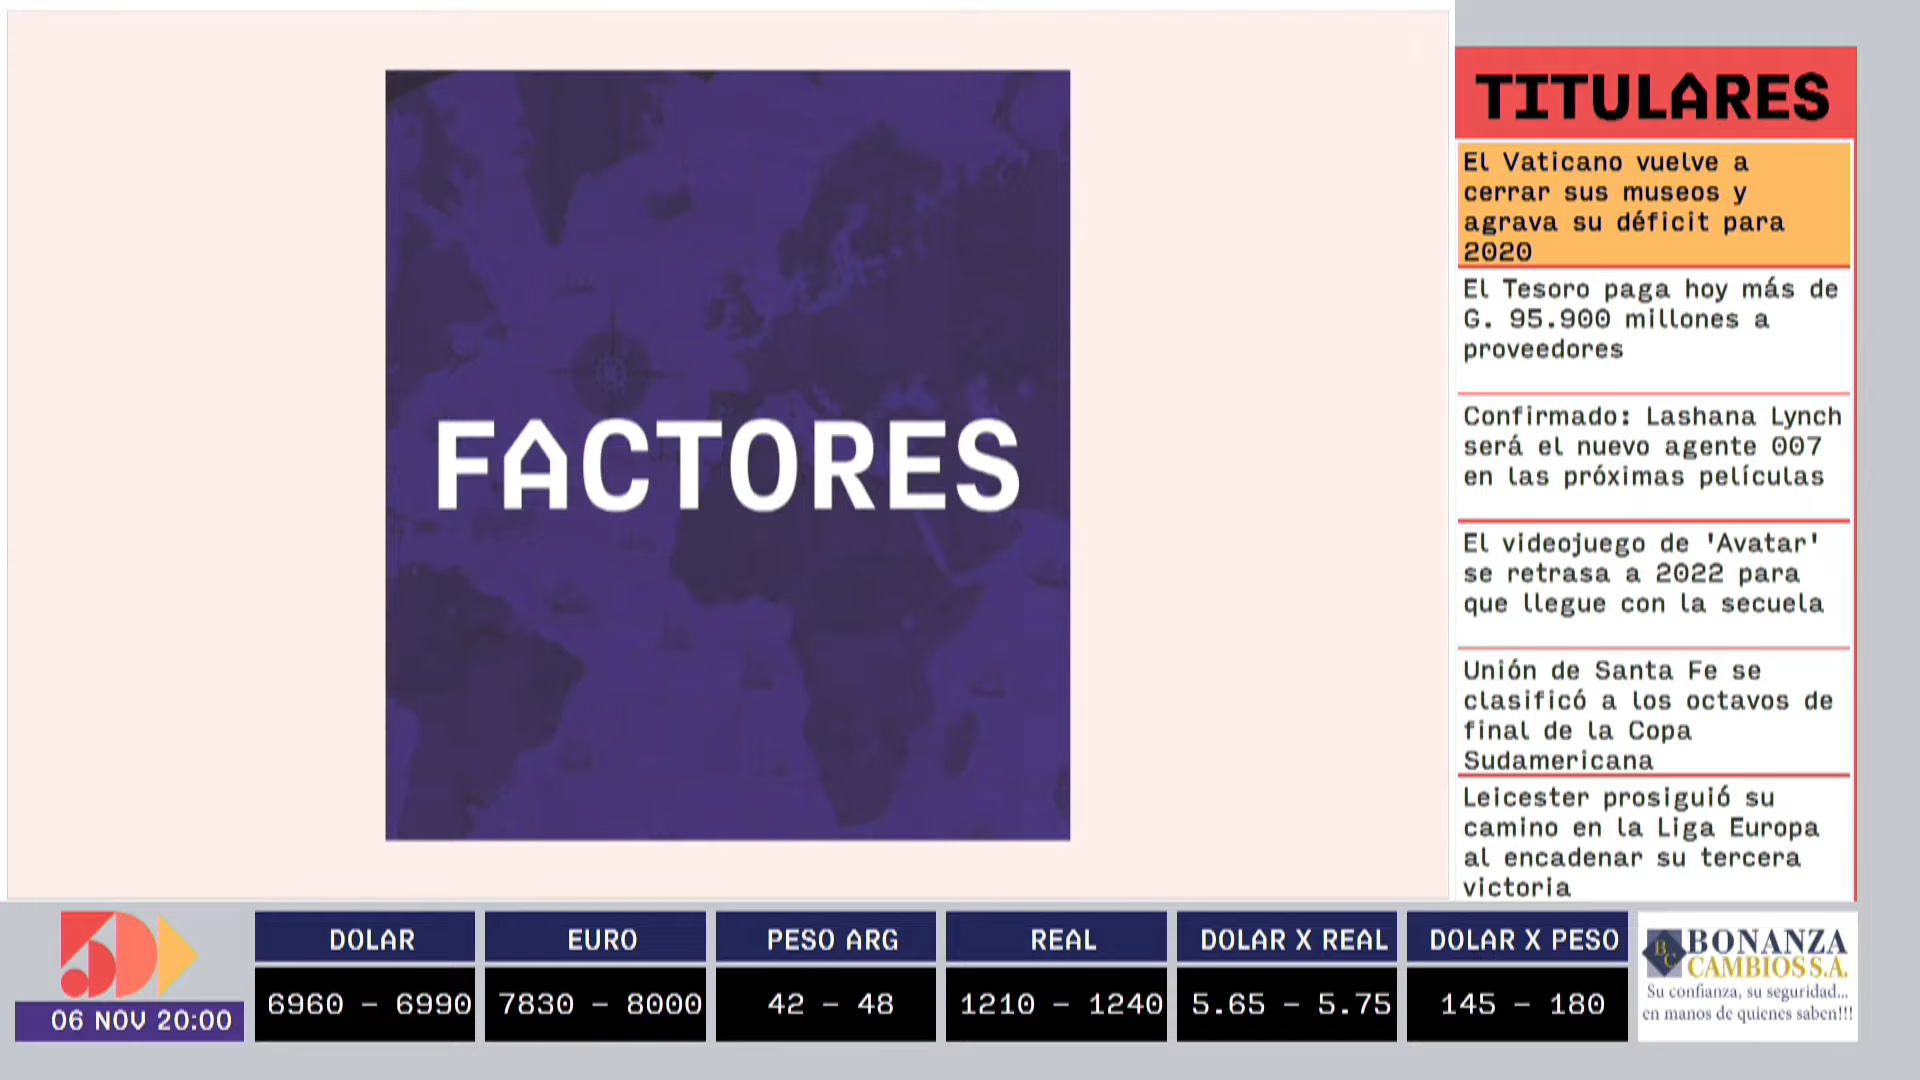 FACTORES
TITULARES
El Vaticano vuelve a
cerrar sus museos y
agrava su déficit para
2020
El Tesoro paga hoy más de
G. 95.900 millones a
proveedores
Confirmado: Lashana Lynch
será el nuevo agente 007
en las próximas películas
El videojuego de 'Avatar'
se retrasa a 2022 para
que llegue con la secuela
Unión de Santa Fe se
clasificó a los octavos de
final de la Copa
Sudamericana
Leicester prosiguió su
camino en la Liga Europa
al encadenar su tercera
victoria
5D
06 NOV 20:00
DOLAR
6960 - 6990
EURO
7830 - 8000
PESO ARG
42 - 48
REAL
1210 - 1240
DOLAR X REAL
5.65 - 5.75
DOLAR X PESO
145 - 180
BC
BONANZA
CAMBIOS S.A.
Su confianza, su seguridad...
en manos de quienes saben!!!